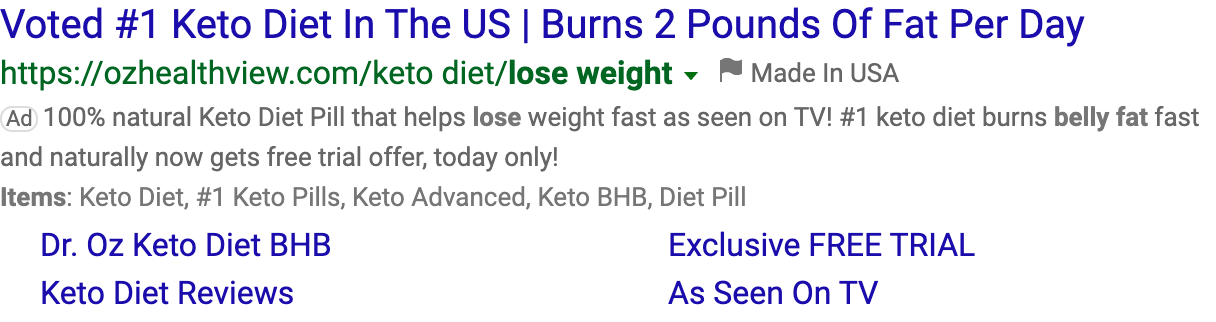 Voted #1 Keto Diet In The US | Burns 2 Pounds Of Fat Per Day
https://ozhealthview.com/keto diet/lose weight Made In USA
Ad 100% natural Keto Diet Pill that helps lose weight fast as seen on TV! #1 keto diet burns belly fat fast
and naturally now gets free trial offer, today only!
Items: Keto Diet, #1 Keto Pills, Keto Advanced, Keto BHB, Diet Pill
Dr. Oz Keto Diet BHB Exclusive FREE TRIAL
Keto Diet Reviews As Seen On TV